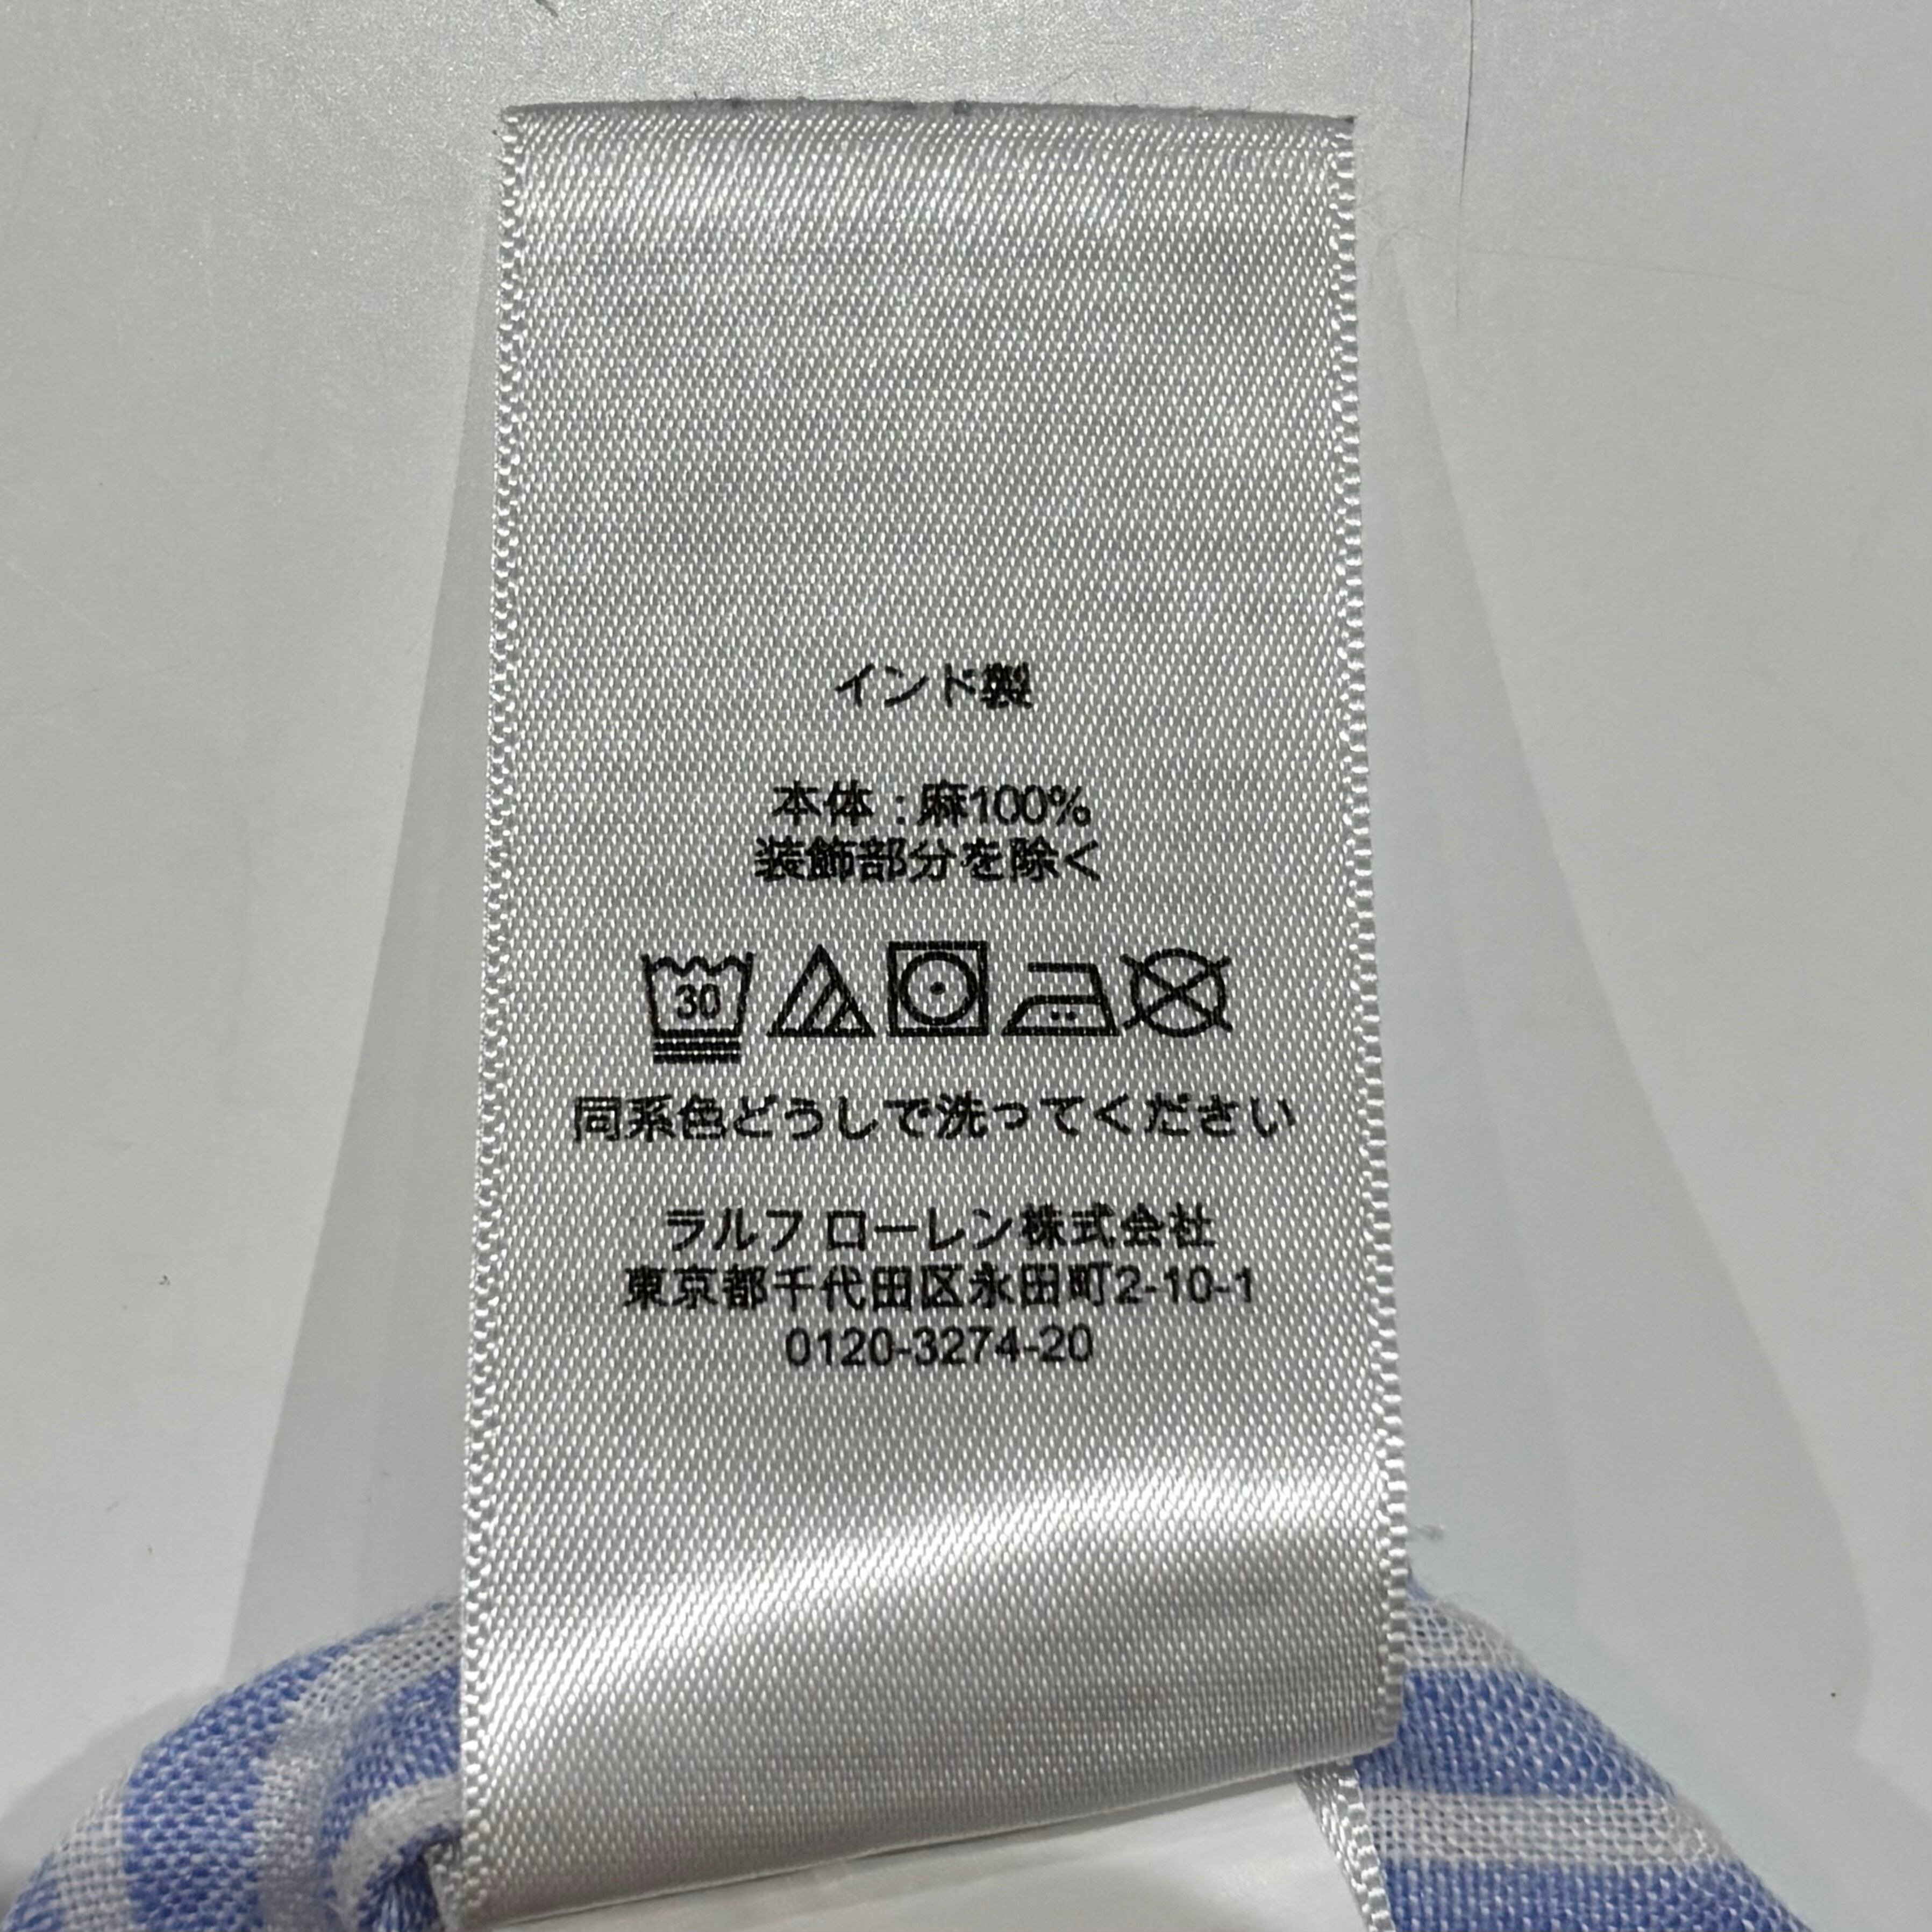 インド製
本体 : 麻100%
装飾部分を除く
30
同系色どうしで洗ってください
ラルフ ローレン株式会社
東京都千代田区永田町2-10-1
0120-3274-20